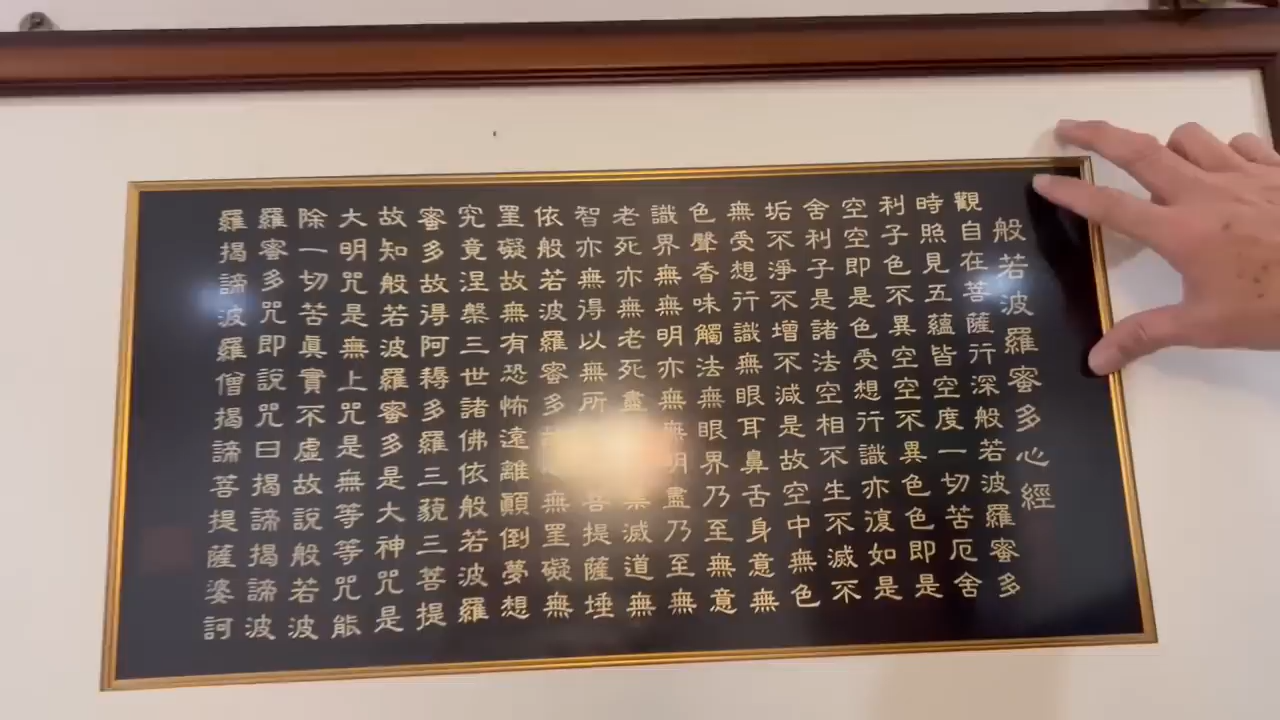 般若波羅蜜多心經
觀自在菩薩行深般若波羅蜜多
時照見五蘊皆空度一切苦厄舍
利子色不異空空不異色色即是
空空即是色受想行識亦復如是
舍利子是諸法空相不生不滅不
垢不淨不增不減是故空中無色
無受想行識無眼耳鼻舌身意無
色聲香味觸法無眼界乃至無意
識界無無明亦無無明盡乃至無
老死亦無老死盡集滅道無
智亦無得以無所菩提薩埵
依般若波羅蜜多故無罣礙無
罣礙故無有恐怖遠離顛倒夢想
究竟涅槃三世諸佛依般若波羅
蜜多故得阿耨多羅三藐三菩提
故知般若波羅蜜多是大神咒是
大明咒是無上咒是無等等咒能
除一切苦眞實不虛故說般若波
羅蜜多咒即說咒曰揭諦揭諦波
羅揭諦波羅僧揭諦菩提薩婆訶